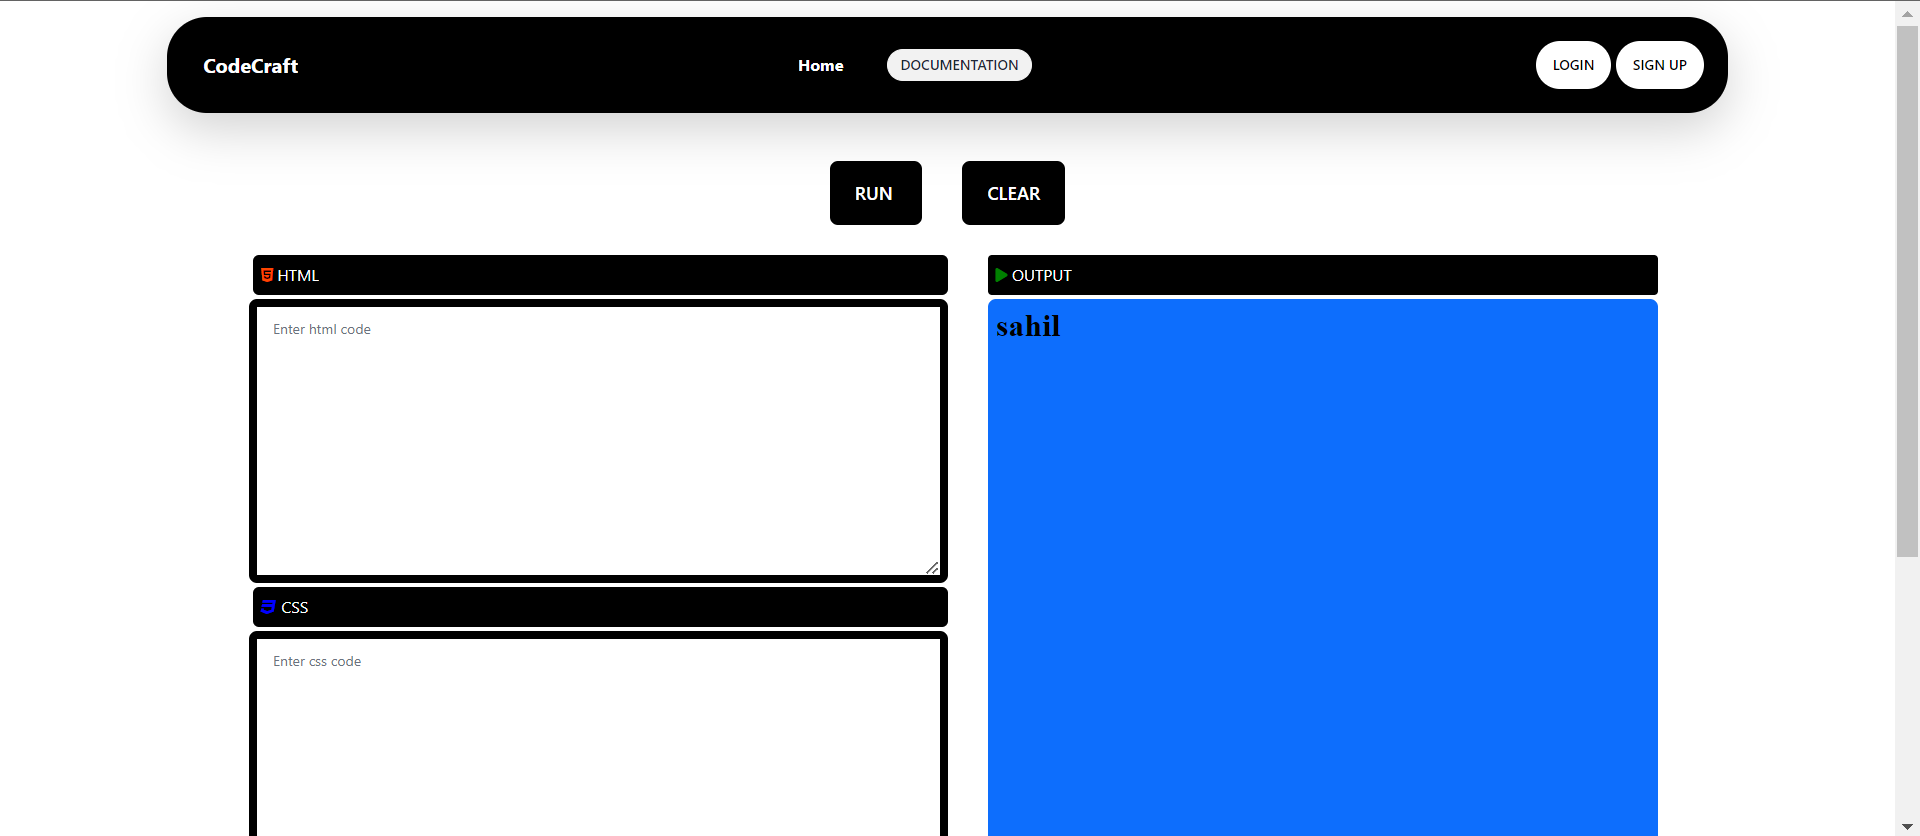 CodeCraft
Home
DOCUMENTATION
LOGIN
SIGN UP
RUN
CLEAR
HTML
Enter html code
CSS
Enter css code
OUTPUT
sahil